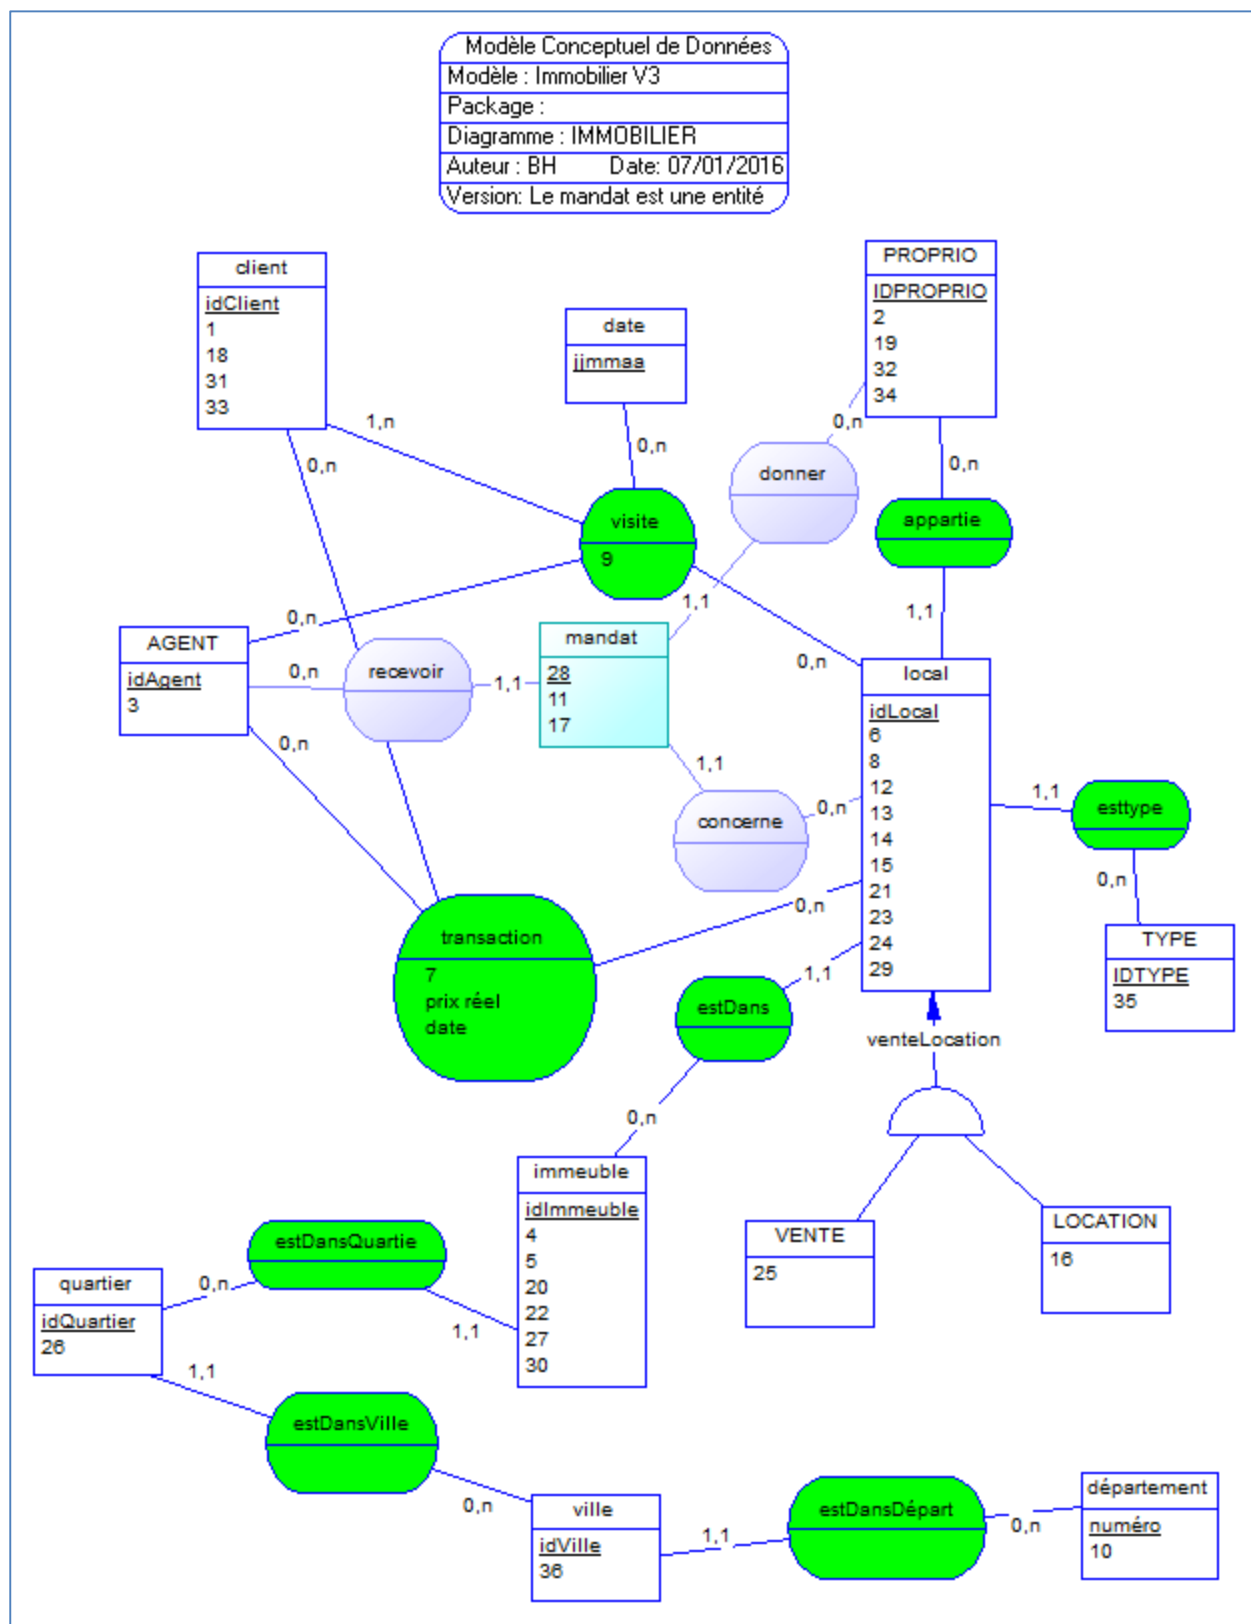 Modèle Conceptuel de Données
Modèle : Immobilier V3
Package :
Diagramme : IMMOBILIER
Auteur : BH Date: 07/01/2016
Version: Le mandat est une entité
client
idClient
1
18
31
33
date
jjmmaa
PROPRIO
IDPROPRIO
2
19
32
34
1,n
0,n
0,n
0,n
0,n
donner
visite
9
appartie
1,1
1,1
0,n
0,n
AGENT
idAgent
3
0,n
recevoir
1,1
mandat
28
11
17
0,n
local
idLocal
6
8
12
13
14
15
21
23
24
29
1,1
0,n
concerne
1,1
esttype
0,n
TYPE
IDTYPE
35
0,n
transaction
7
prix réel
date
1,1
estDans
venteLocation
0,n
immeuble
idImmeuble
4
5
20
22
27
30
VENTE
25
LOCATION
16
estDansQuartie
0,n
1,1
quartier
idQuartier
26
1,1
estDansVille
0,n
ville
idVille
36
1,1
estDansDépart
0,n
département
numéro
10